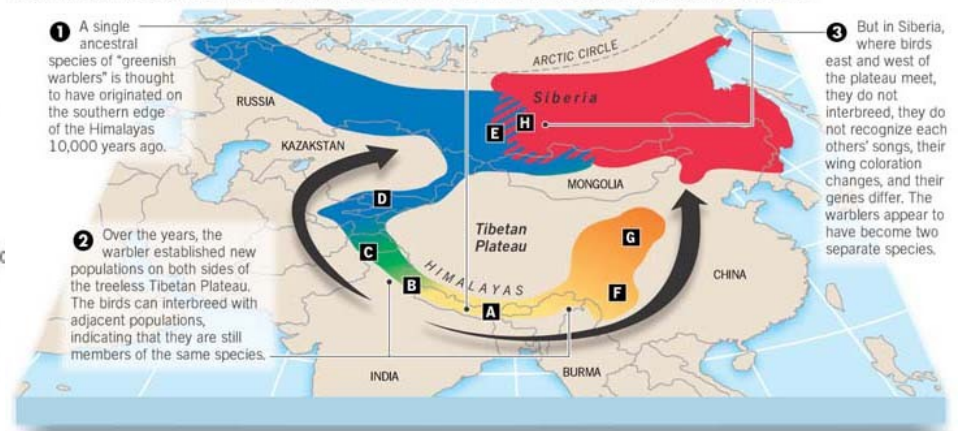 1 A single
ancestral
species of "greenish
warblers" is thought
to have originated on
the southern edge
of the Himalayas
10,000 years ago.
2 Over the years, the
warbler established new
populations on both sides of
the treeless Tibetan Plateau.
The birds can interbreed with
adjacent populations,
indicating that they are still
members of the same species.
3 But in Siberia,
where birds
east and west of
the plateau meet,
they do not
interbreed, they do
not recognize each
others' songs, their
wing coloration
changes, and their
genes differ. The
warblers appear to
have become two
separate species.
ARCTIC CIRCLE
Siberia
RUSSIA
E
H
KAZAKSTAN
MONGOLIA
D
Tibetan
Plateau
G
C
HIMALAYAS
CHINA
B
F
A
INDIA
BURMA